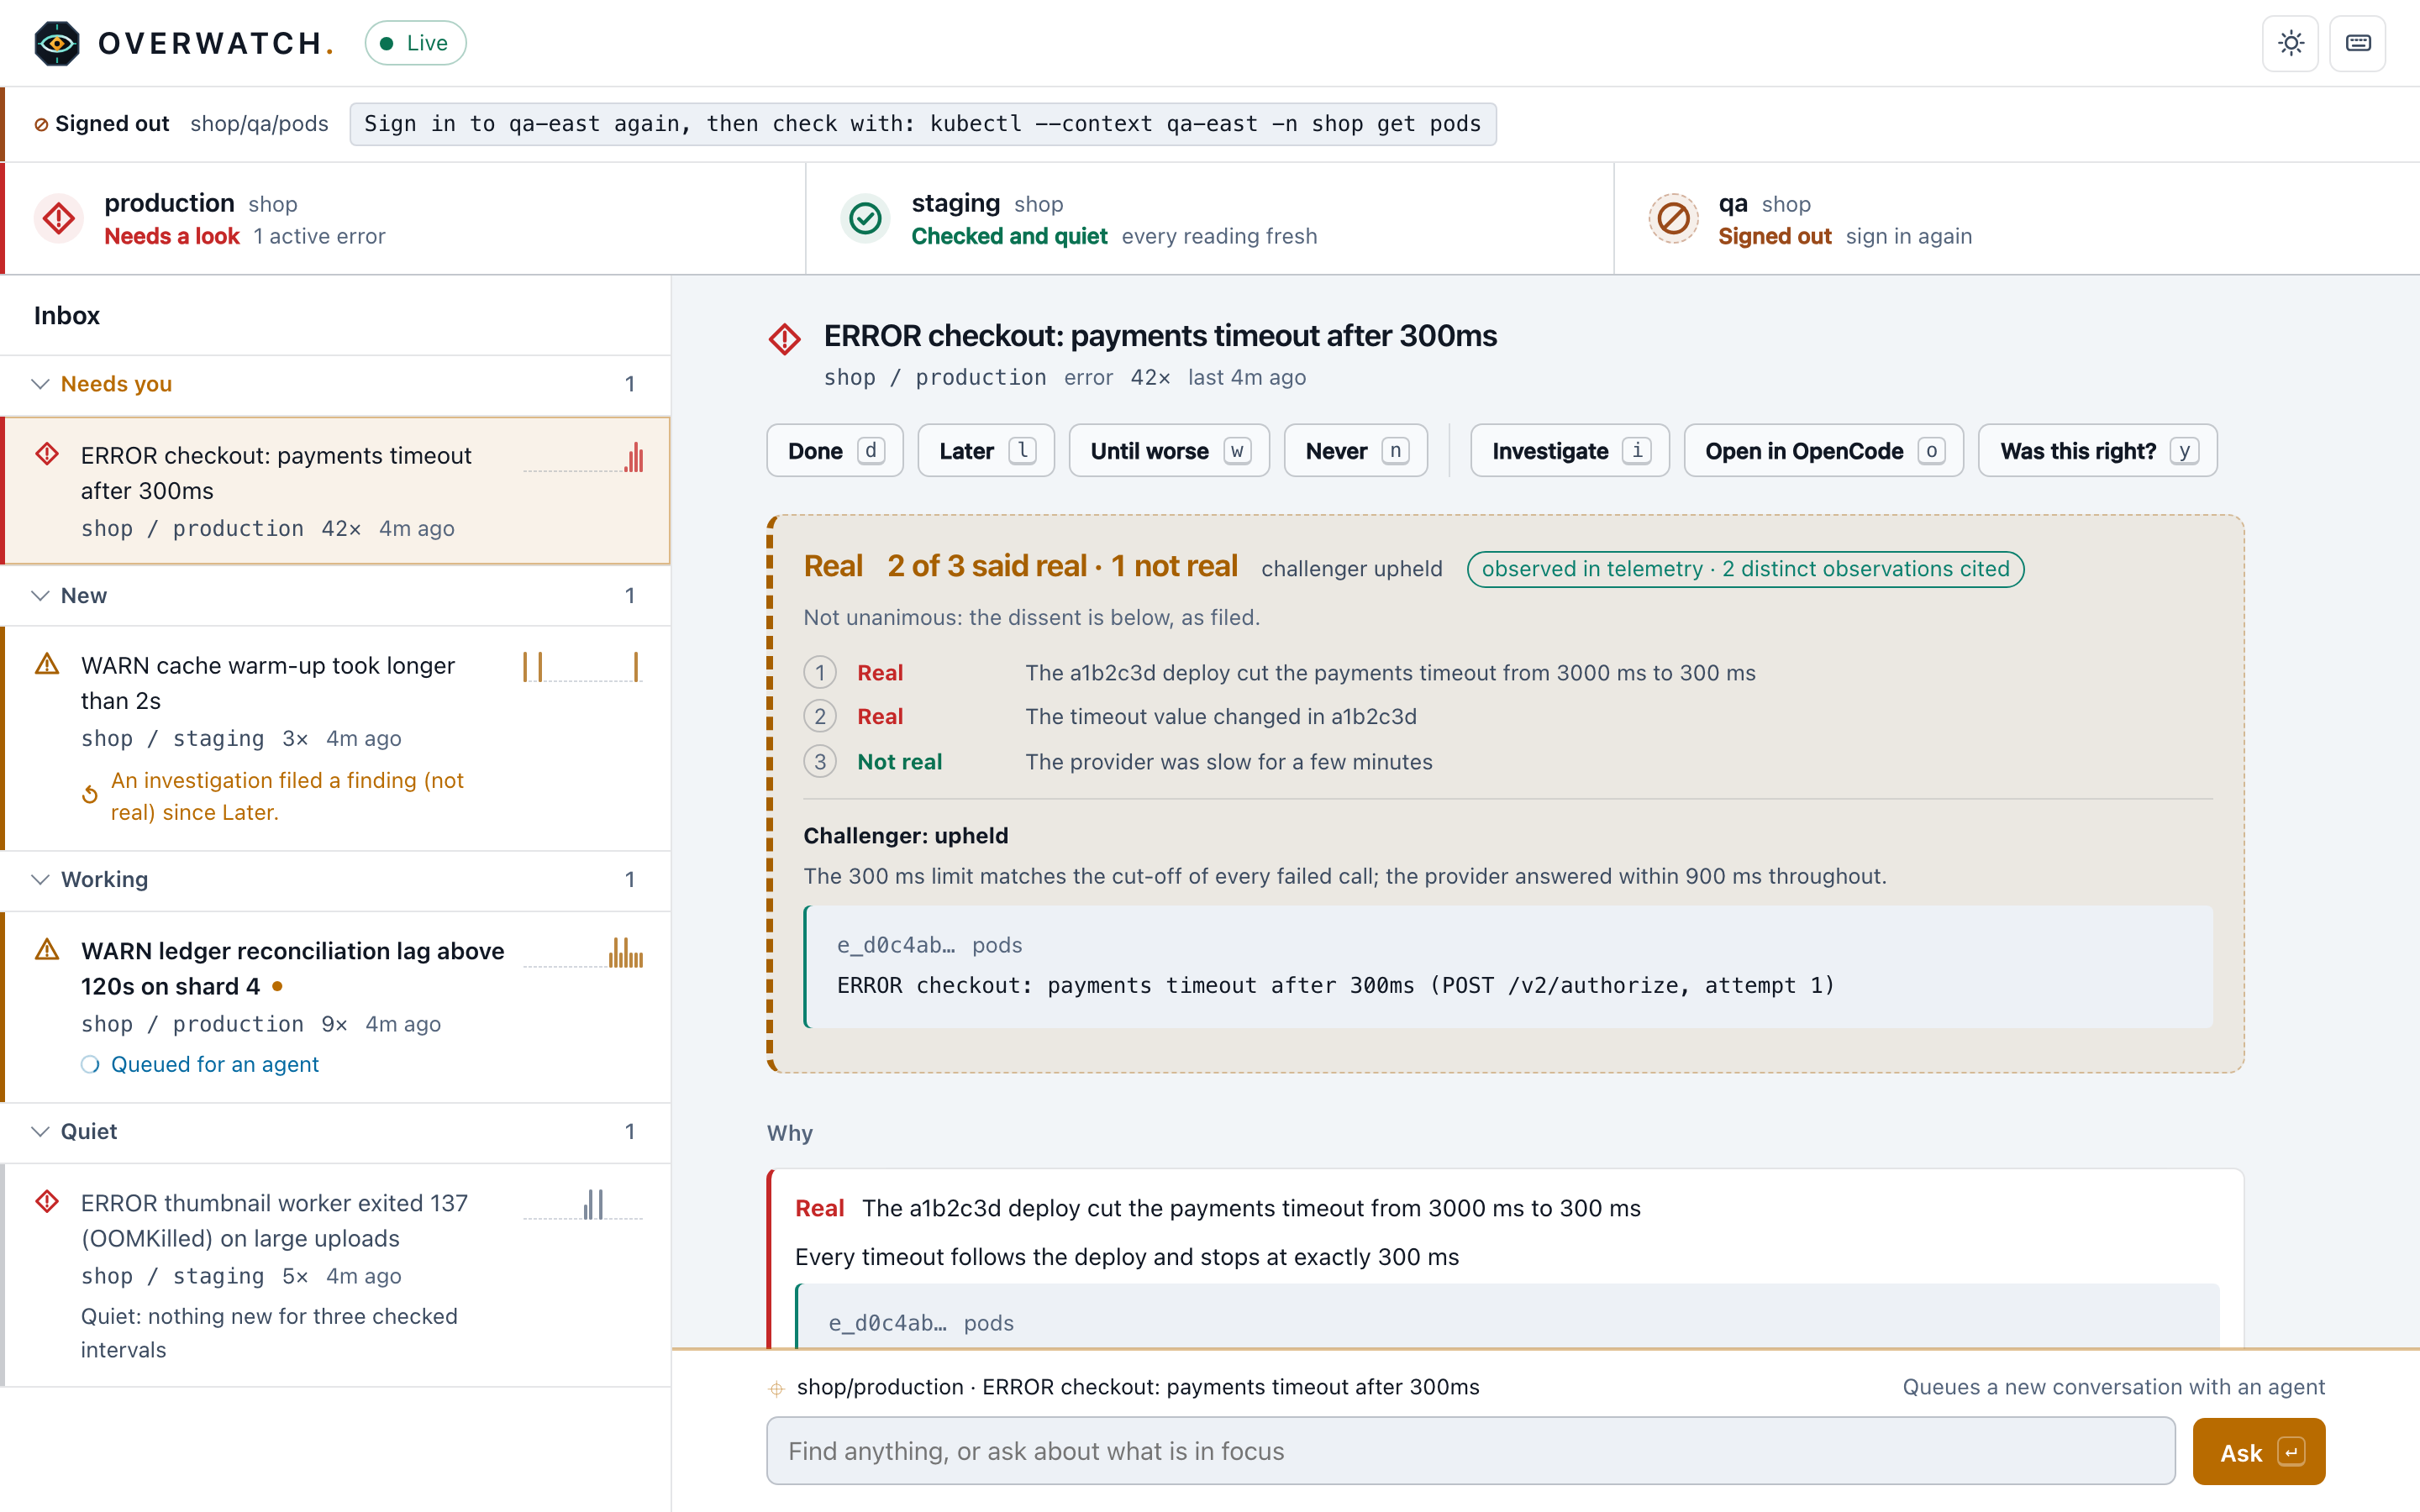 OVERWATCH.
Live
Signed out shop/qa/pods Sign in to qa-east again, then check with: kubectl --context qa-east -n shop get pods
production shop
Needs a look 1 active error
staging shop
Checked and quiet every reading fresh
qa shop
Signed out sign in again
Inbox
Needs you 1
ERROR checkout: payments timeout
after 300ms
shop / production 42× 4m ago
New 1
WARN cache warm-up took longer
than 2s
shop / staging 3× 4m ago
An investigation filed a finding (not
real) since Later.
Working 1
WARN ledger reconciliation lag above
120s on shard 4
shop / production 9× 4m ago
Queued for an agent
Quiet 1
ERROR thumbnail worker exited 137
(OOMKilled) on large uploads
shop / staging 5× 4m ago
Quiet: nothing new for three checked
intervals
ERROR checkout: payments timeout after 300ms
shop / production error 42× last 4m ago
Done d Later l Until worse w Never n Investigate i Open in OpenCode o Was this right? y
Real 2 of 3 said real · 1 not real challenger upheld observed in telemetry · 2 distinct observations cited
Not unanimous: the dissent is below, as filed.
1 Real The a1b2c3d deploy cut the payments timeout from 3000 ms to 300 ms
2 Real The timeout value changed in a1b2c3d
3 Not real The provider was slow for a few minutes
Challenger: upheld
The 300 ms limit matches the cut-off of every failed call; the provider answered within 900 ms throughout.
e_d0c4ab… pods
ERROR checkout: payments timeout after 300ms (POST /v2/authorize, attempt 1)
Why
Real The a1b2c3d deploy cut the payments timeout from 3000 ms to 300 ms
Every timeout follows the deploy and stops at exactly 300 ms
e_d0c4ab… pods
shop/production · ERROR checkout: payments timeout after 300ms
Queues a new conversation with an agent
Find anything, or ask about what is in focus
Ask ↵